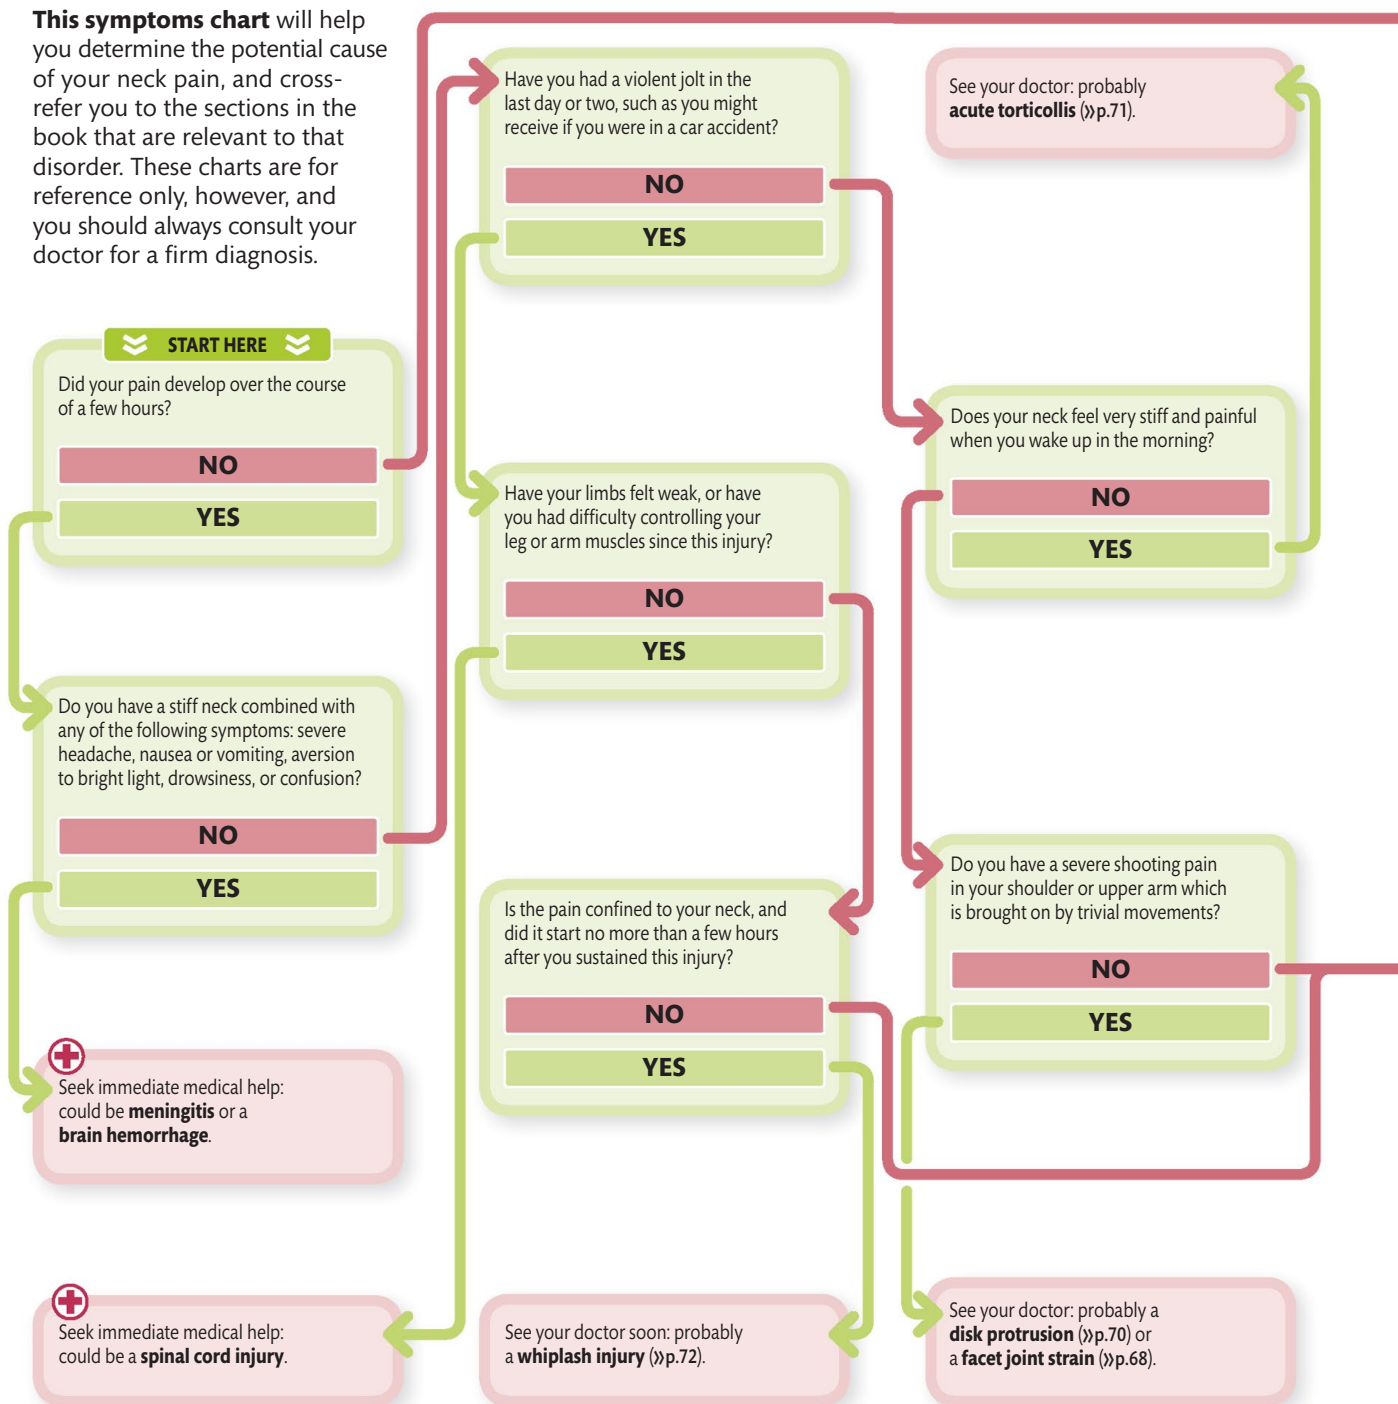 This symptoms chart will help
you determine the potential cause
of your neck pain, and cross-
refer you to the sections in the
book that are relevant to that
disorder. These charts are for
reference only, however, and
you should always consult your
doctor for a firm diagnosis.
START HERE
Did your pain develop over the course
of a few hours?
NO
YES
Do you have a stiff neck combined with
any of the following symptoms: severe
headache, nausea or vomiting, aversion
to bright light, drowsiness, or confusion?
NO
YES
Seek immediate medical help:
could be meningitis or a
brain hemorrhage.
Seek immediate medical help:
could be a spinal cord injury.
Have you had a violent jolt in the
last day or two, such as you might
receive if you were in a car accident?
NO
YES
Have your limbs felt weak, or have
you had difficulty controlling your
leg or arm muscles since this injury?
NO
YES
Is the pain confined to your neck, and
did it start no more than a few hours
after you sustained this injury?
NO
YES
See your doctor soon: probably
a whiplash injury (»p.72).
See your doctor: probably
acute torticollis (»p.71).
Does your neck feel very stiff and painful
when you wake up in the morning?
NO
YES
Do you have a severe shooting pain
in your shoulder or upper arm which
is brought on by trivial movements?
NO
YES
See your doctor: probably a
disk protrusion (»p.70) or
a facet joint strain (»p.68).